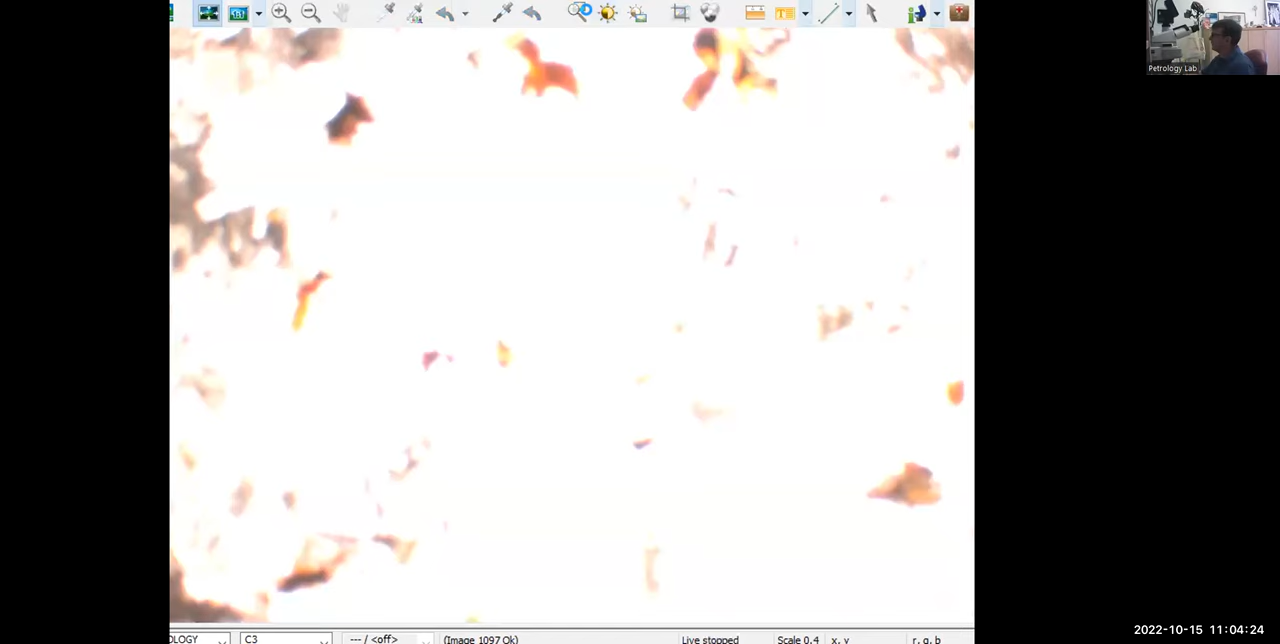 Petrology Lab
OLOGY C3 --- / <off> (Image 1097 Ok) Live stopped Scale 0.4 x, y r, g, b
2022-10-15 11:04:24